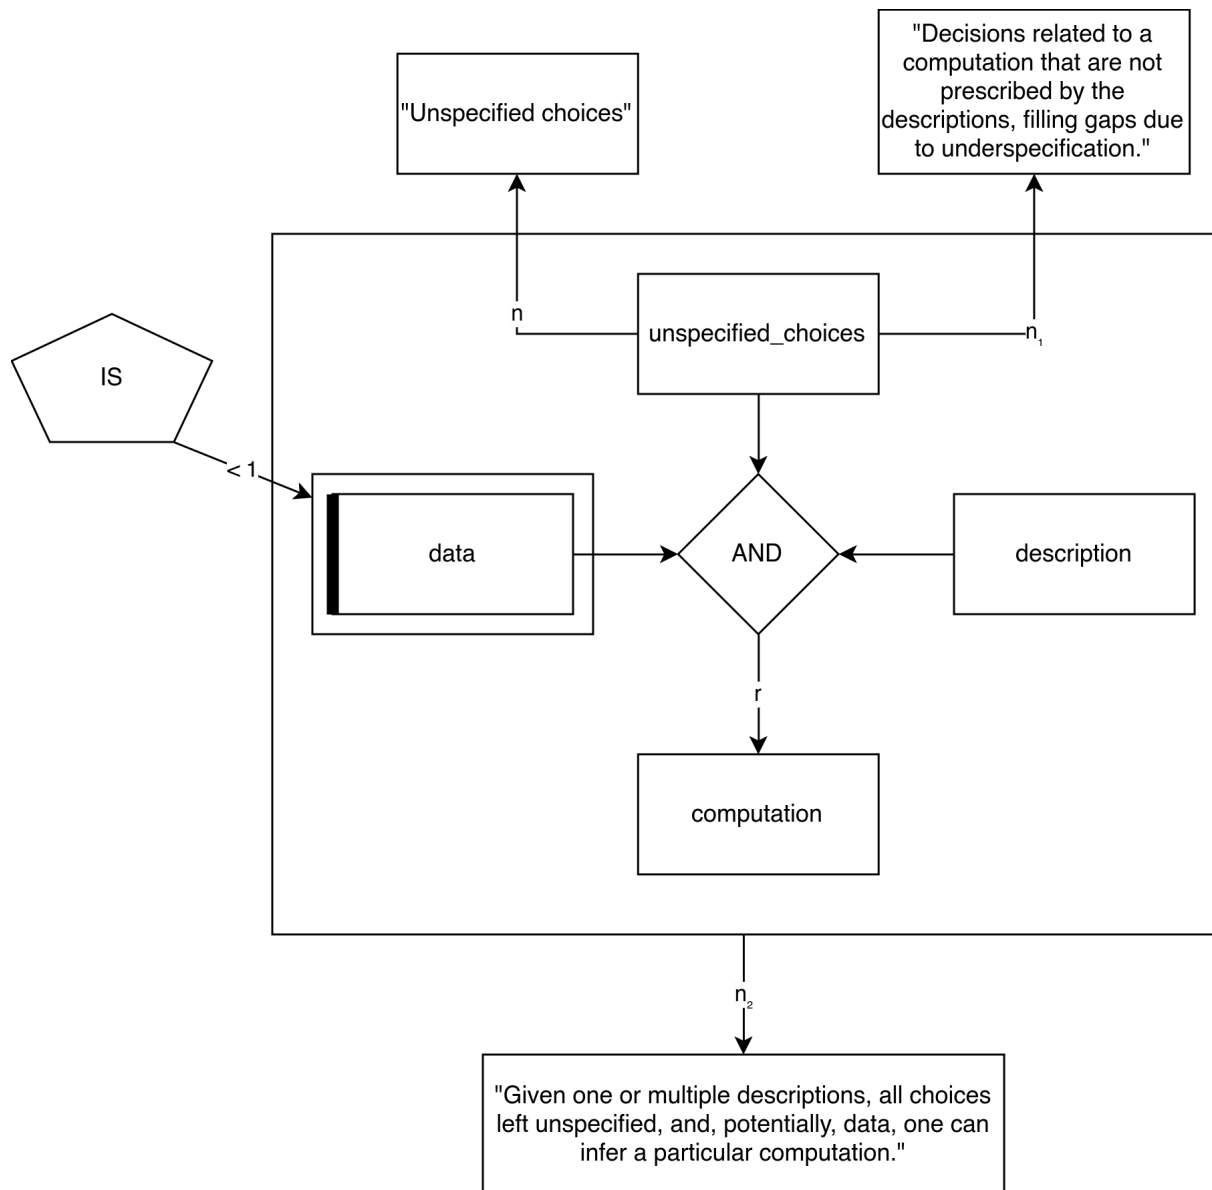 "Decisions related to a
computation that are not
prescribed by the
descriptions, filling gaps due
to underspecification."
"Unspecified choices"
n
unspecified_choices
n₁
IS
< 1
data
AND
description
r
computation
n₂
"Given one or multiple descriptions, all choices
left unspecified, and, potentially, data, one can
infer a particular computation."